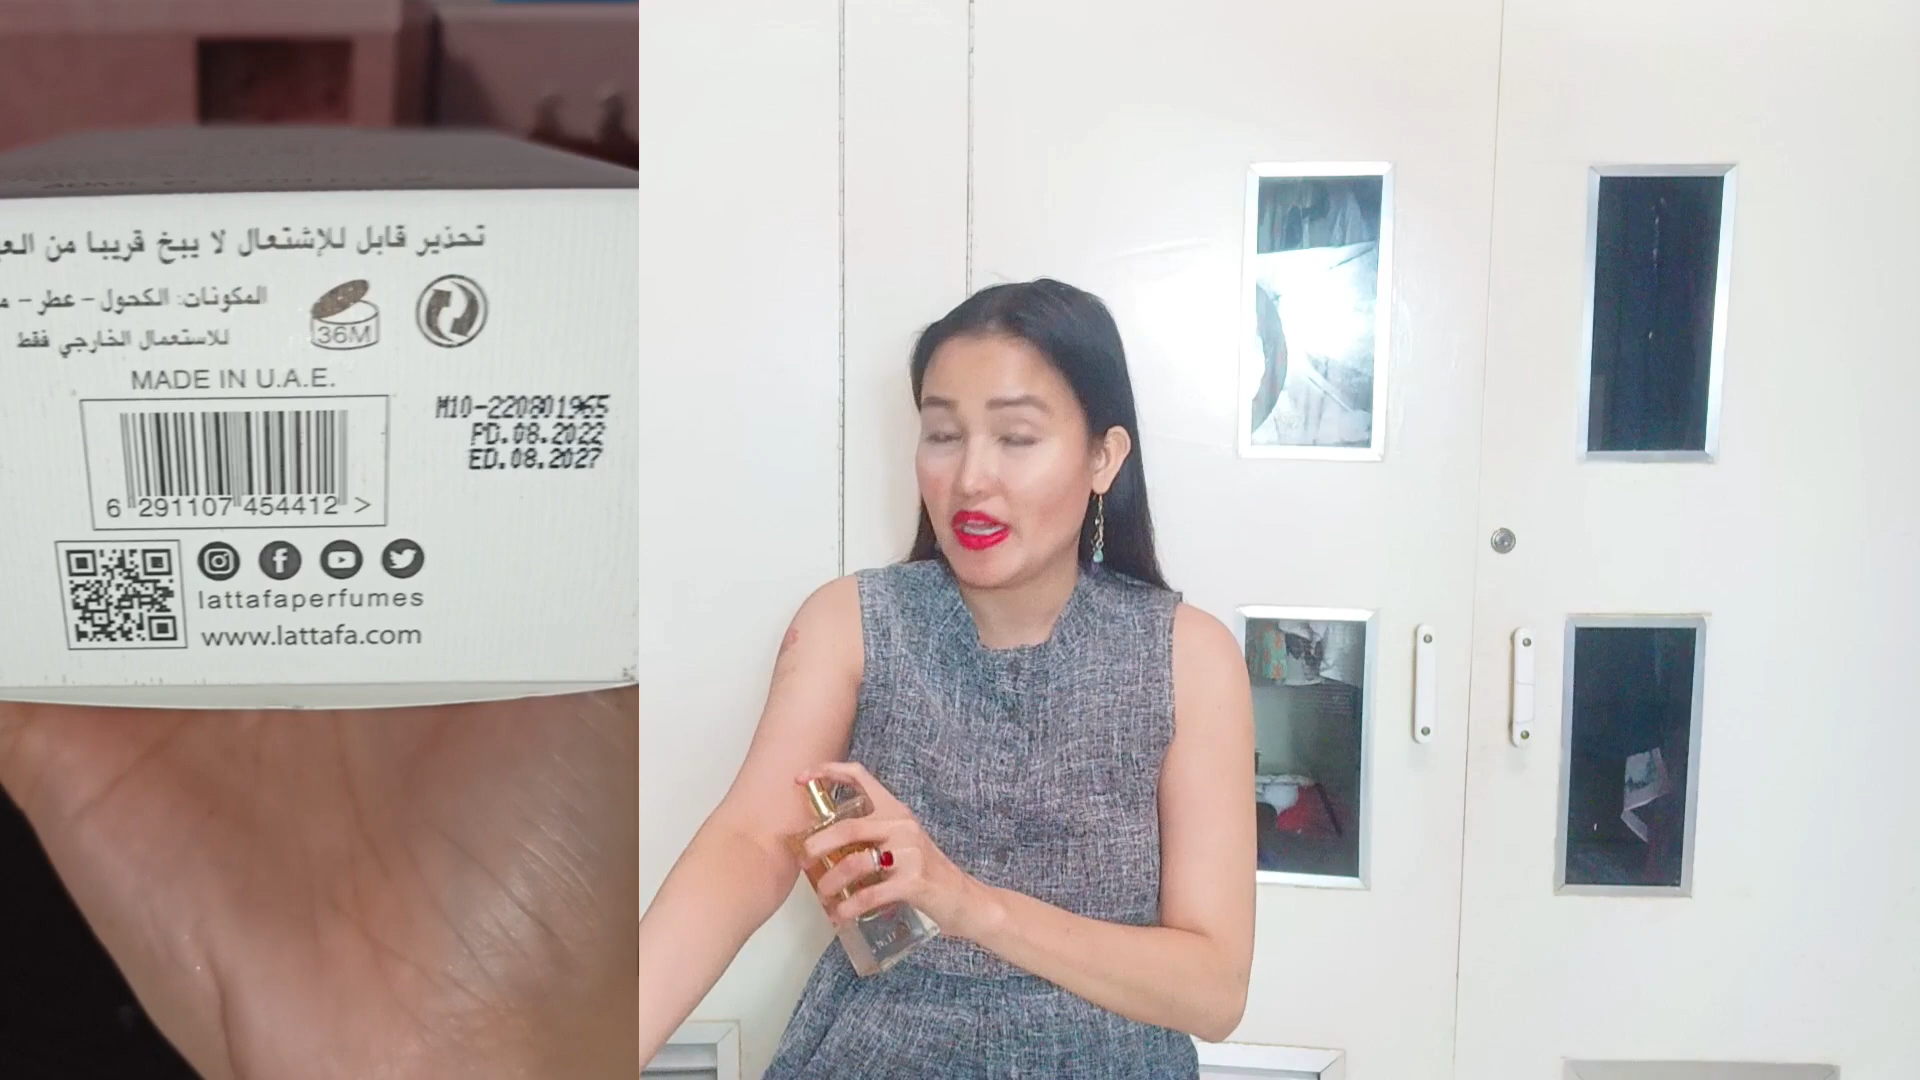 تحذير قابل للإشتعال لا يبخ قريبا من
المكونات: الكحول - عطر -
للاستعمال الخارجي فقط
36M
MADE IN U.A.E.
M10-220801965
PD.08.2022
ED.08.2027
6 291107 454412 >
lattafaperfumes
www.lattafa.com